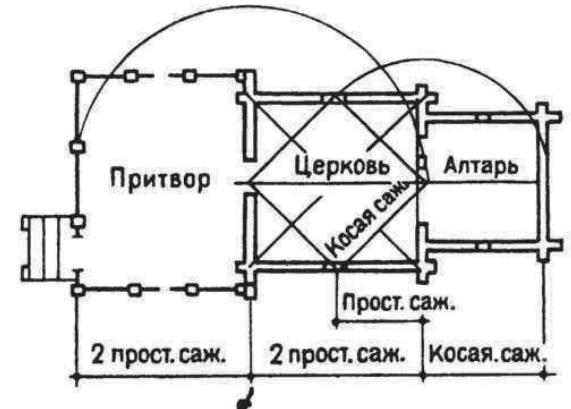 Притвор
Церковь
Алтарь
Косая саж.
Прост. саж.
2 прост. саж.
2 прост. саж.
Косая. саж.